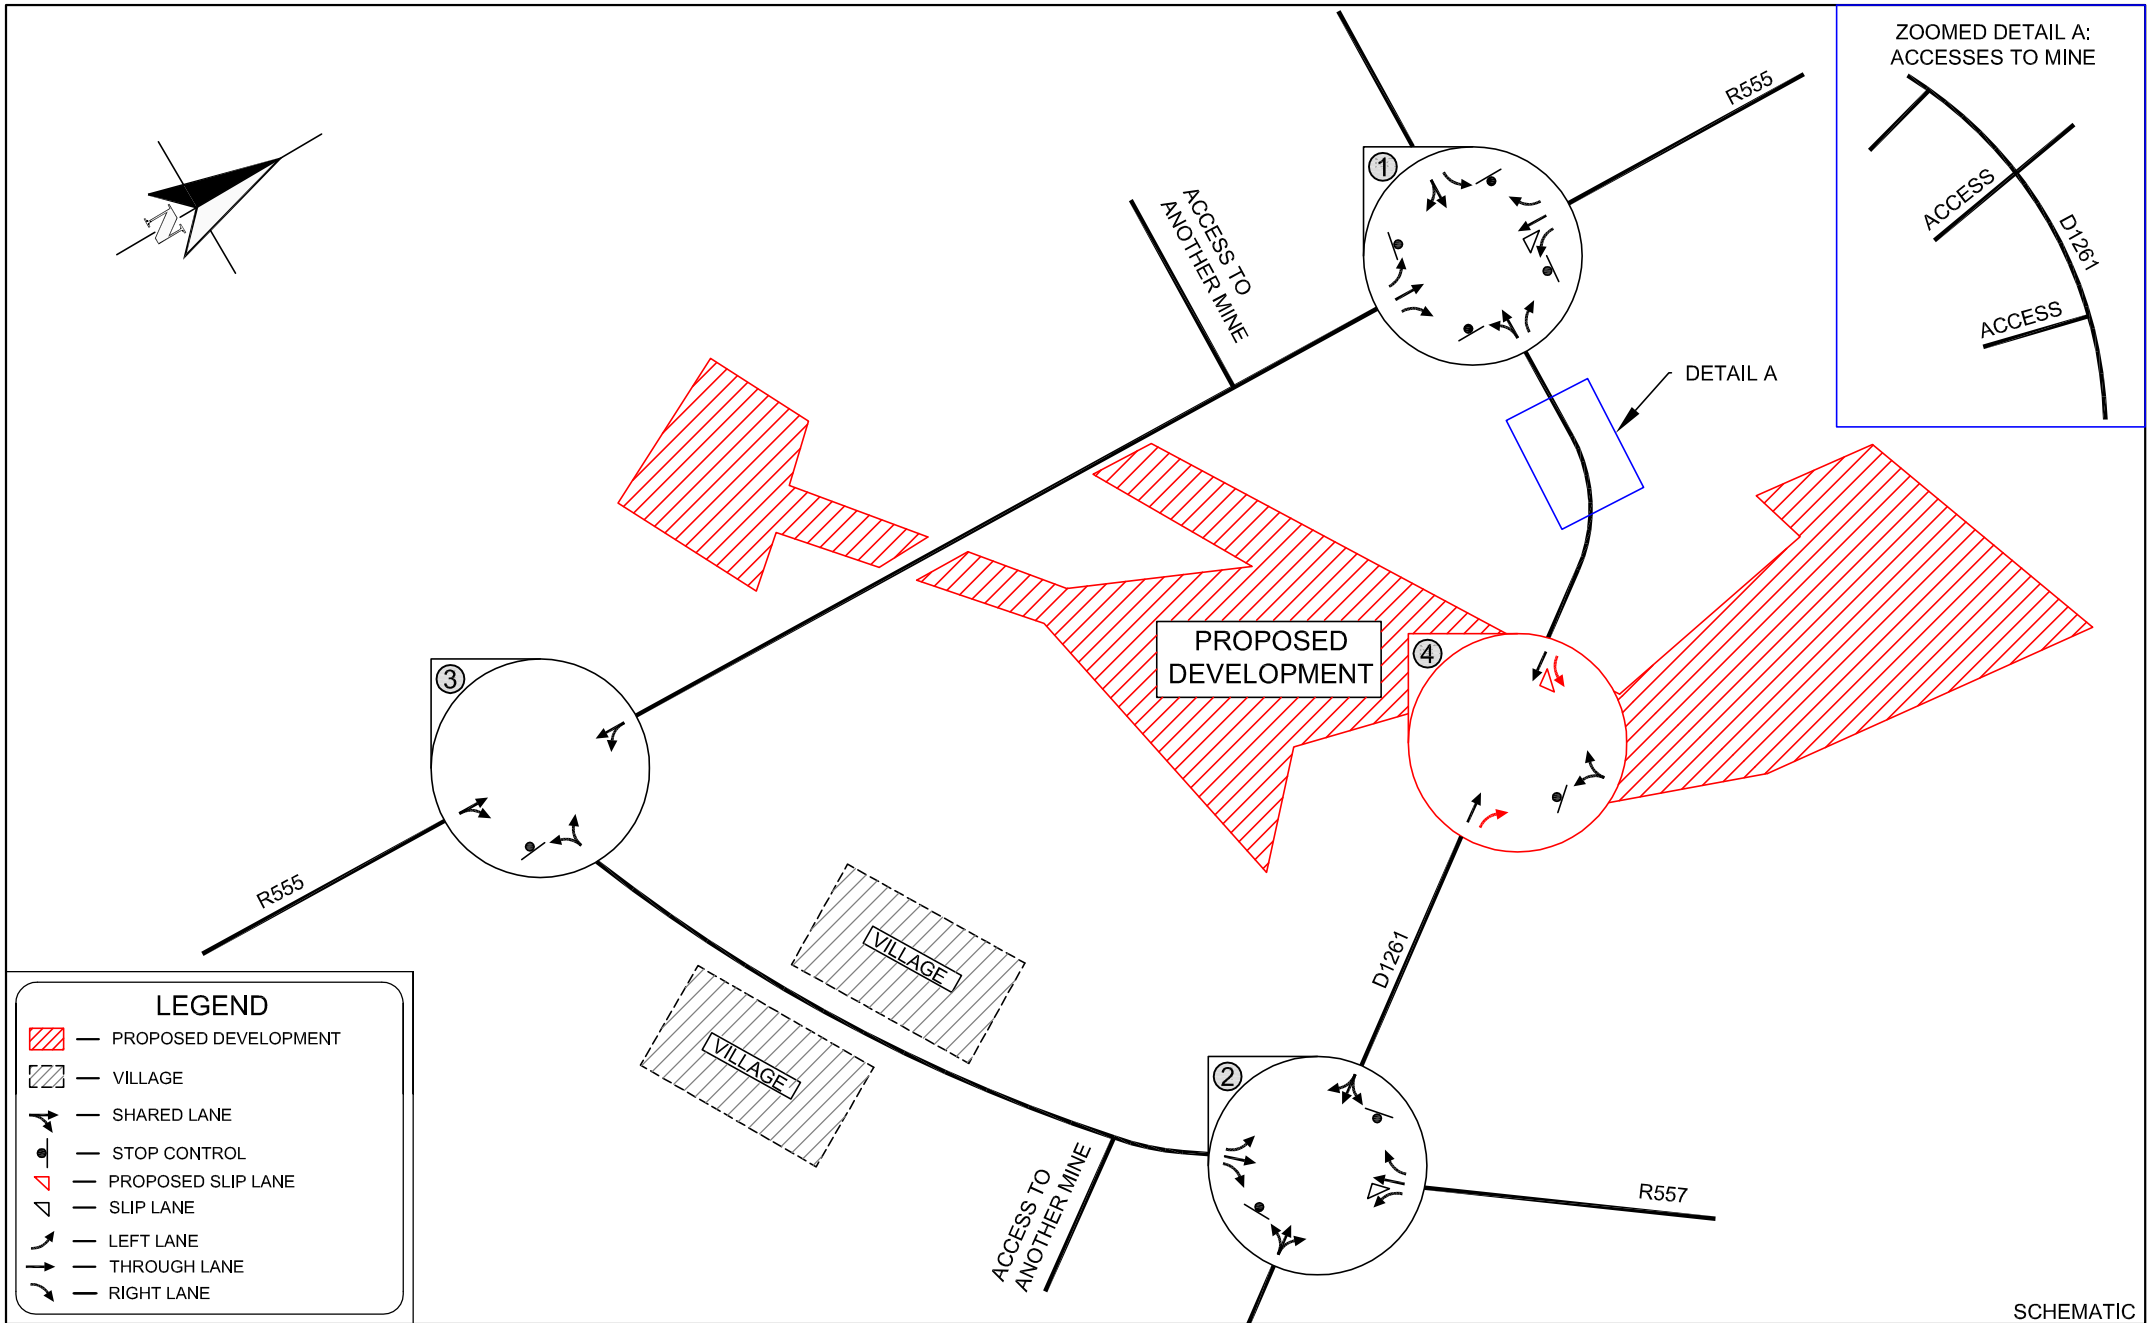 ZOOMED DETAIL A:
ACCESSES TO MINE
ACCESS
D1261
ACCESS
R555
N
1
ACCESS TO
ANOTHER MINE
DETAIL A
PROPOSED
DEVELOPMENT
4
3
R555
VILLAGE
VILLAGE
D1261
2
R557
ACCESS TO
ANOTHER MINE
LEGEND
PROPOSED DEVELOPMENT
VILLAGE
SHARED LANE
STOP CONTROL
PROPOSED SLIP LANE
SLIP LANE
LEFT LANE
THROUGH LANE
RIGHT LANE
SCHEMATIC